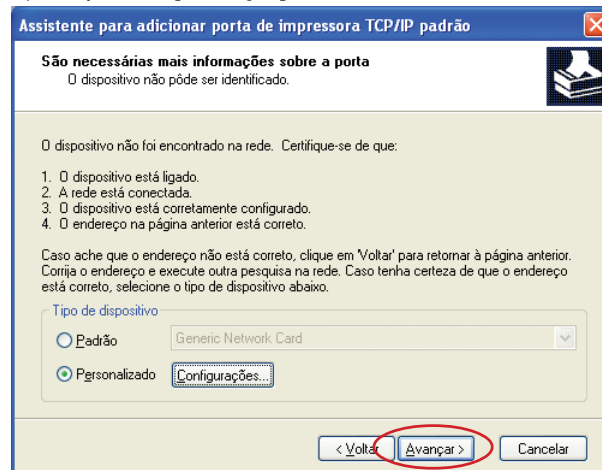 Assistente para adicionar porta de impressora TCP/IP padrão
São necessárias mais informações sobre a porta
O dispositivo não pôde ser identificado.
O dispositivo não foi encontrado na rede. Certifique-se de que:
1. O dispositivo está ligado.
2. A rede está conectada.
3. O dispositivo está corretamente configurado.
4. O endereço na página anterior está correto.
Caso ache que o endereço não está correto, clique em 'Voltar' para retornar à página anterior.
Corrija o endereço e execute outra pesquisa na rede. Caso tenha certeza de que o endereço
está correto, selecione o tipo de dispositivo abaixo.
Tipo de dispositivo
Padrão Generic Network Card
Personalizado Configurações...
< Voltar Avançar > Cancelar